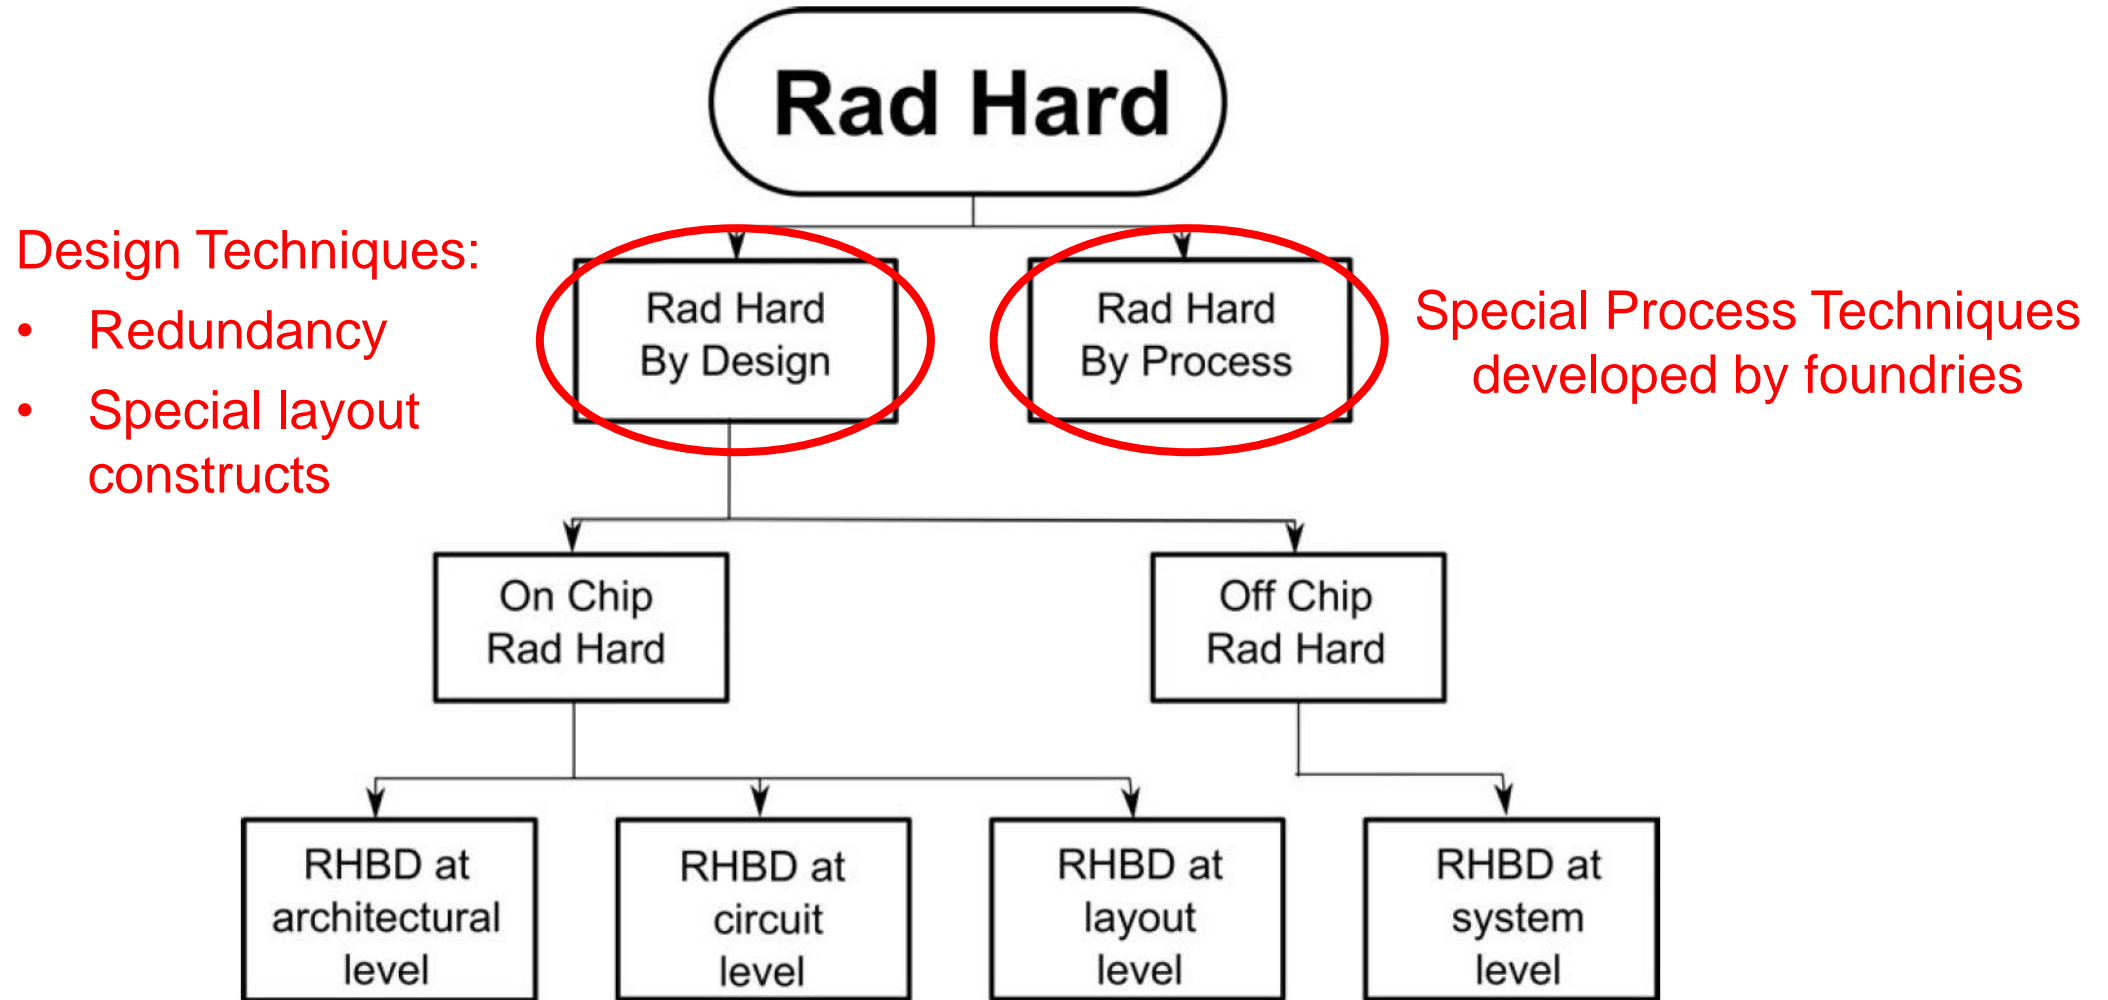 Rad Hard
Design Techniques:
• Redundancy
• Special layout
constructs
Rad Hard
By Design
Rad Hard
By Process
Special Process Techniques
developed by foundries
On Chip
Rad Hard
Off Chip
Rad Hard
RHBD at
architectural
level
RHBD at
circuit
level
RHBD at
layout
level
RHBD at
system
level